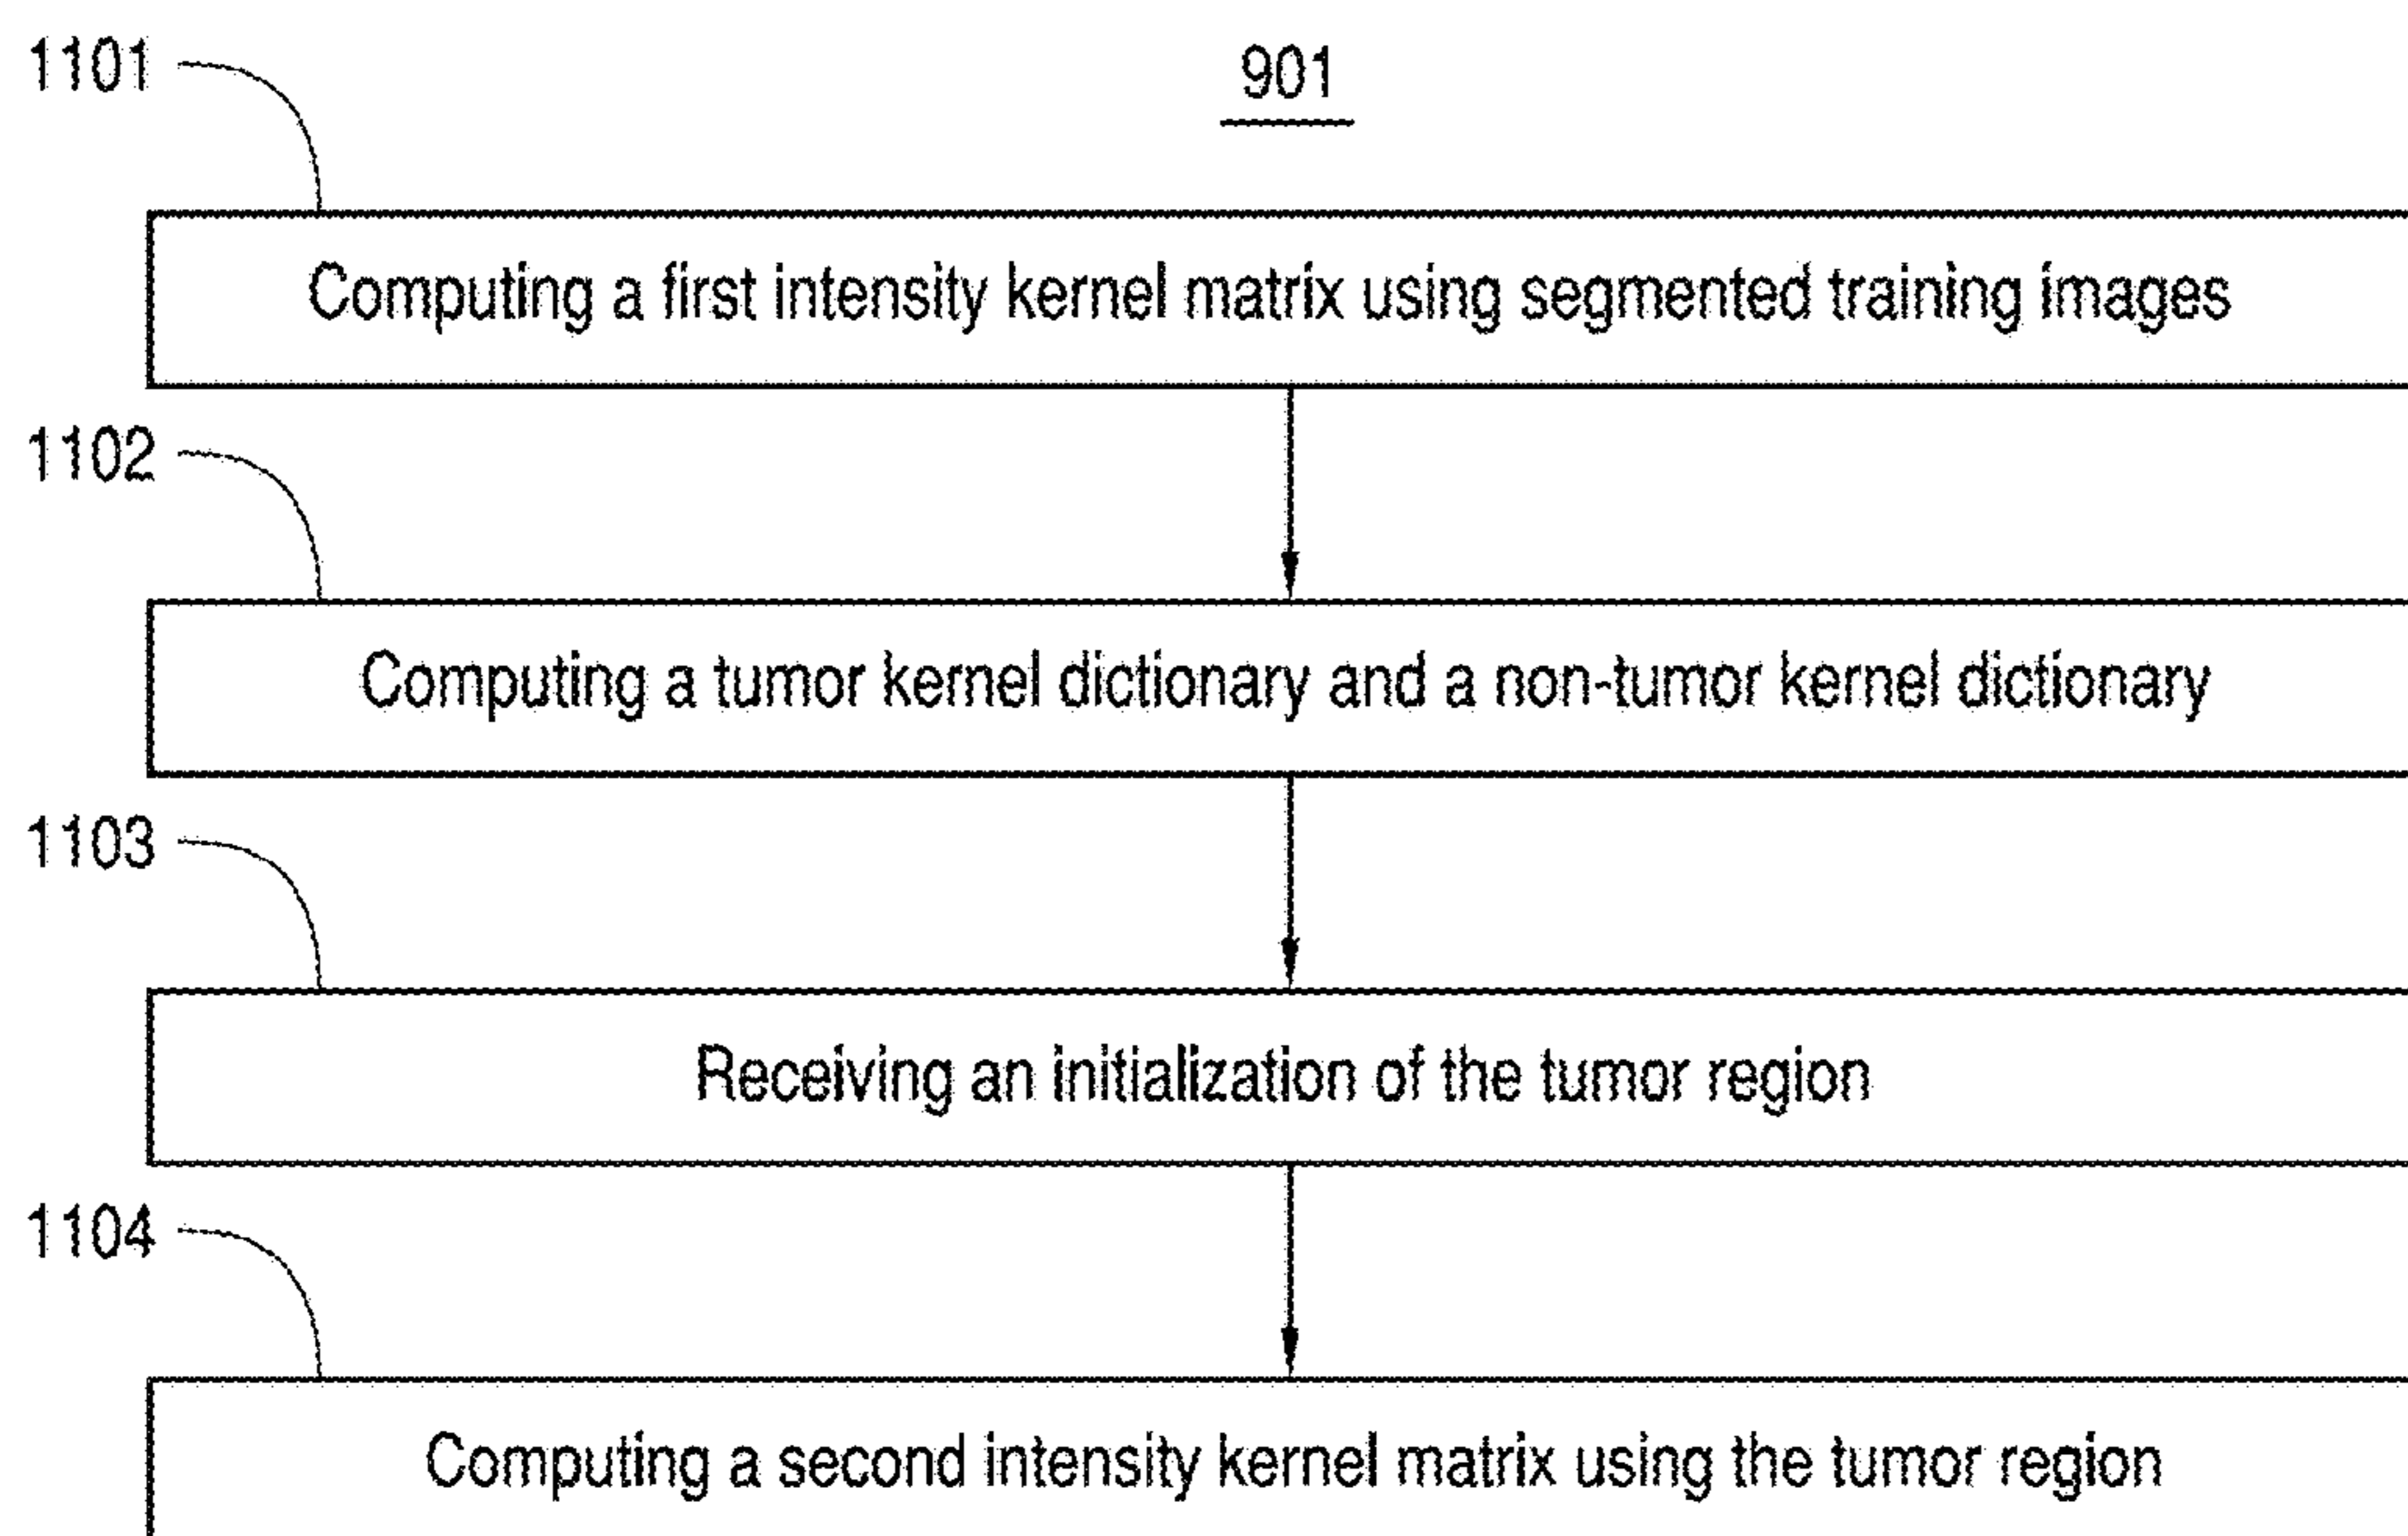 1101
901
Computing a first intensity kernel matrix using segmented training images
1102
Computing a tumor kernel dictionary and a non-tumor kernel dictionary
1103
Receiving an initialization of the tumor region
1104
Computing a second intensity kernel matrix using the tumor region